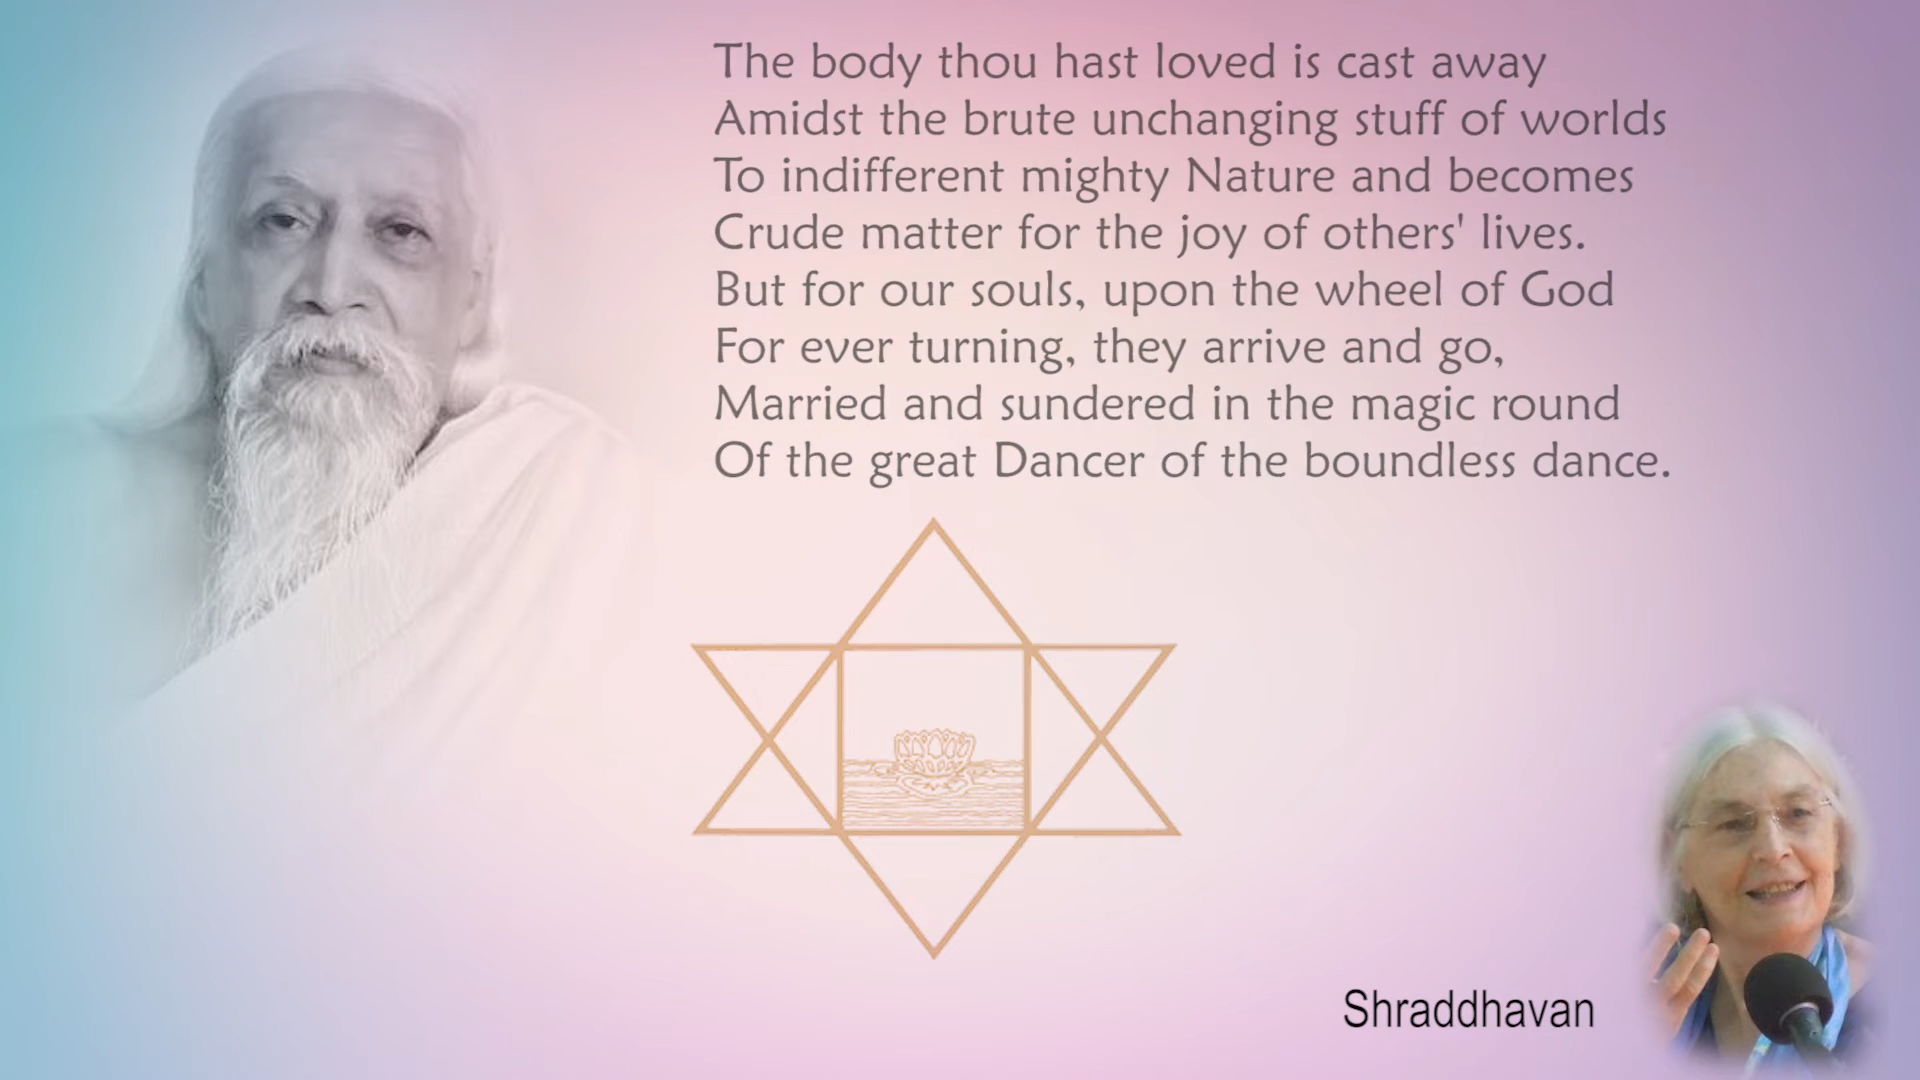 The body thou hast loved is cast away
Amidst the brute unchanging stuff of worlds
To indifferent mighty Nature and becomes
Crude matter for the joy of others' lives.
But for our souls, upon the wheel of God
For ever turning, they arrive and go,
Married and sundered in the magic round
Of the great Dancer of the boundless dance.
Shraddhavan